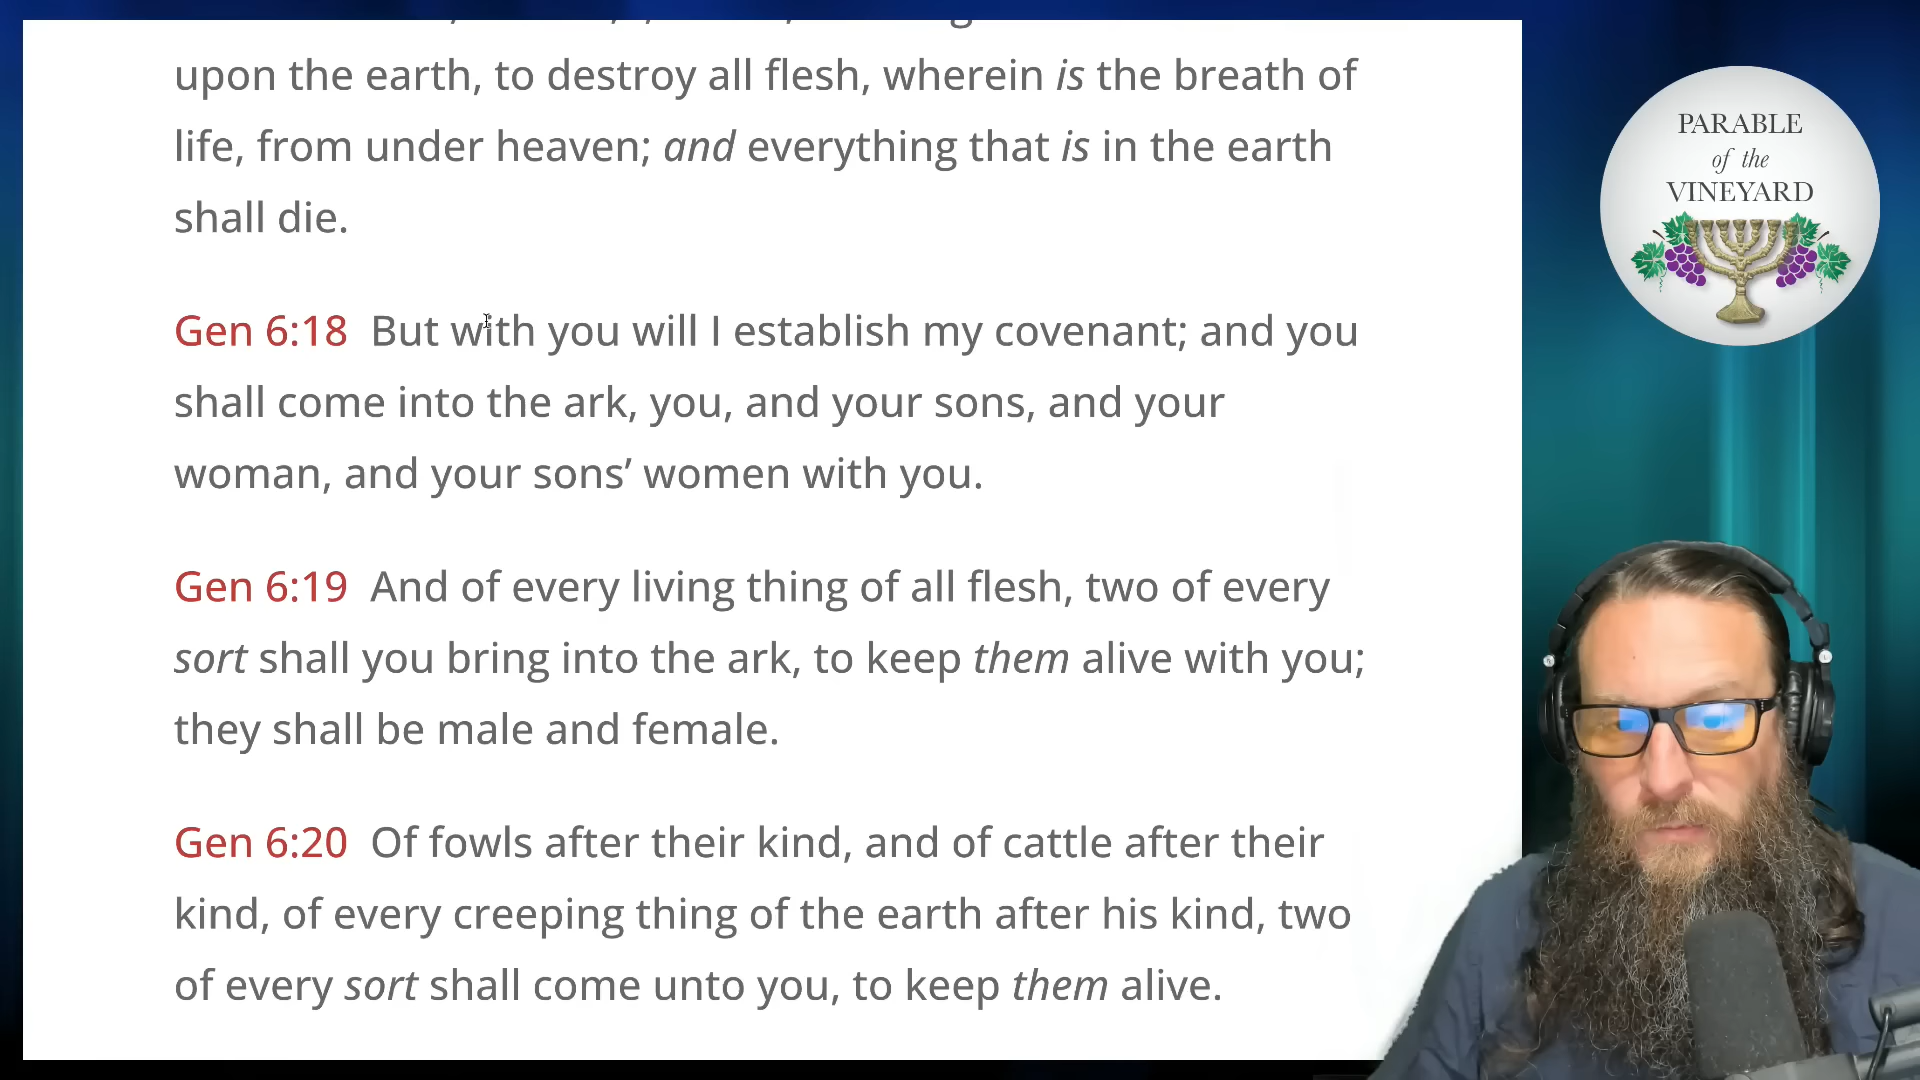 upon the earth, to destroy all flesh, wherein is the breath of
life, from under heaven; and everything that is in the earth
shall die.
Gen 6:18 But with you will I establish my covenant; and you
shall come into the ark, you, and your sons, and your
woman, and your sons’ women with you.
Gen 6:19 And of every living thing of all flesh, two of every
sort shall you bring into the ark, to keep them alive with you;
they shall be male and female.
Gen 6:20 Of fowls after their kind, and of cattle after their
kind, of every creeping thing of the earth after his kind, two
of every sort shall come unto you, to keep them alive.
PARABLE
of the
VINEYARD